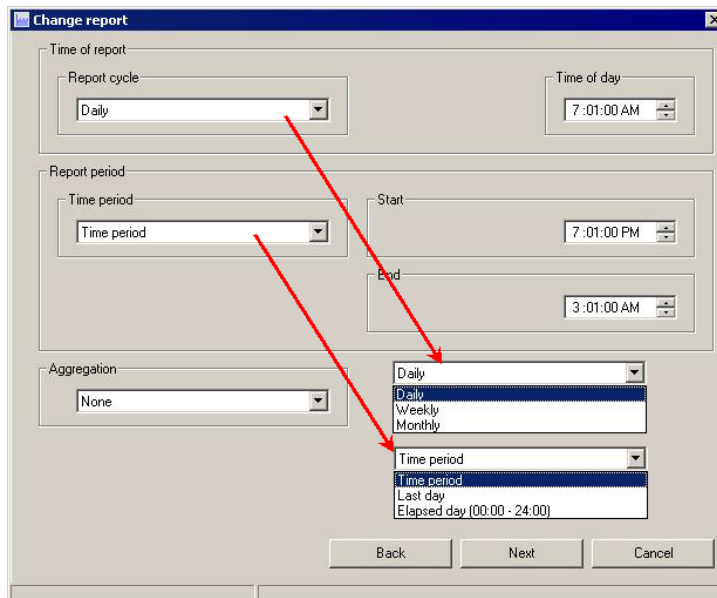 Change report
Time of report
Report cycle
Time of day
Daily
7 :01:00 AM
Report period
Time period
Start
Time period
7 :01:00 PM
End
3 :01:00 AM
Aggregation
None
Daily
Daily
Weekly
Monthly
Time period
Time period
Last day
Elapsed day (00:00 - 24:00)
Back
Next
Cancel